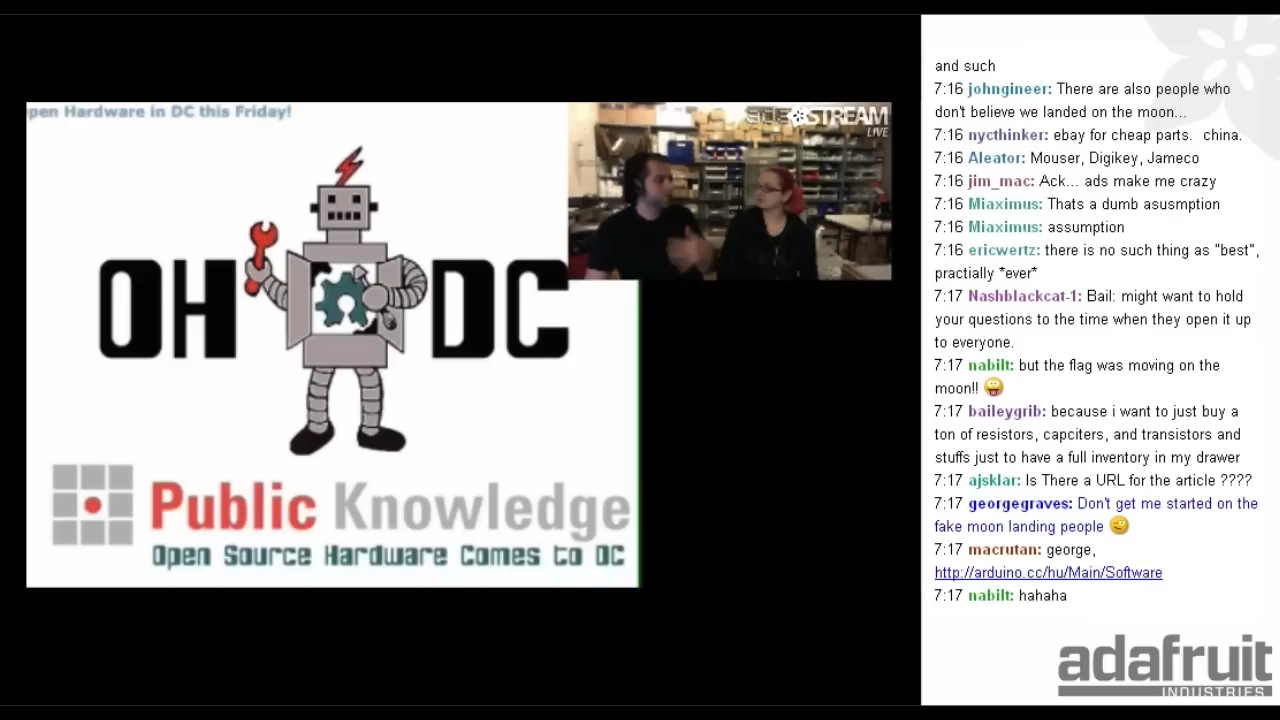 pen Hardware in DC this Friday!
STREAM
LIVE
OH DC
Public Knowledge
Open Source Hardware Comes to DC
and such
7:16 johngineer: There are also people who
don't believe we landed on the moon...
7:16 nycthinker: ebay for cheap parts. china.
7:16 Aleator: Mouser, Digikey, Jameco
7:16 jim_mac: Ack... ads make me crazy
7:16 Miaximus: Thats a dumb asusmption
7:16 Miaximus: assumption
7:16 ericwertz: there is no such thing as "best",
practially *ever*
7:17 Nashblackcat-1: Bail: might want to hold
your questions to the time when they open it up
to everyone.
7:17 nabilt: but the flag was moving on the
moon!!
7:17 baileygrib: because i want to just buy a
ton of resistors, capciters, and transistors and
stuffs just to have a full inventory in my drawer
7:17 ajsklar: Is There a URL for the article ????
7:17 georgegraves: Don't get me started on the
fake moon landing people
7:17 macrutan: george,
http://arduino.cc/hu/Main/Software
7:17 nabilt: hahaha
adafruit
INDUSTRIES